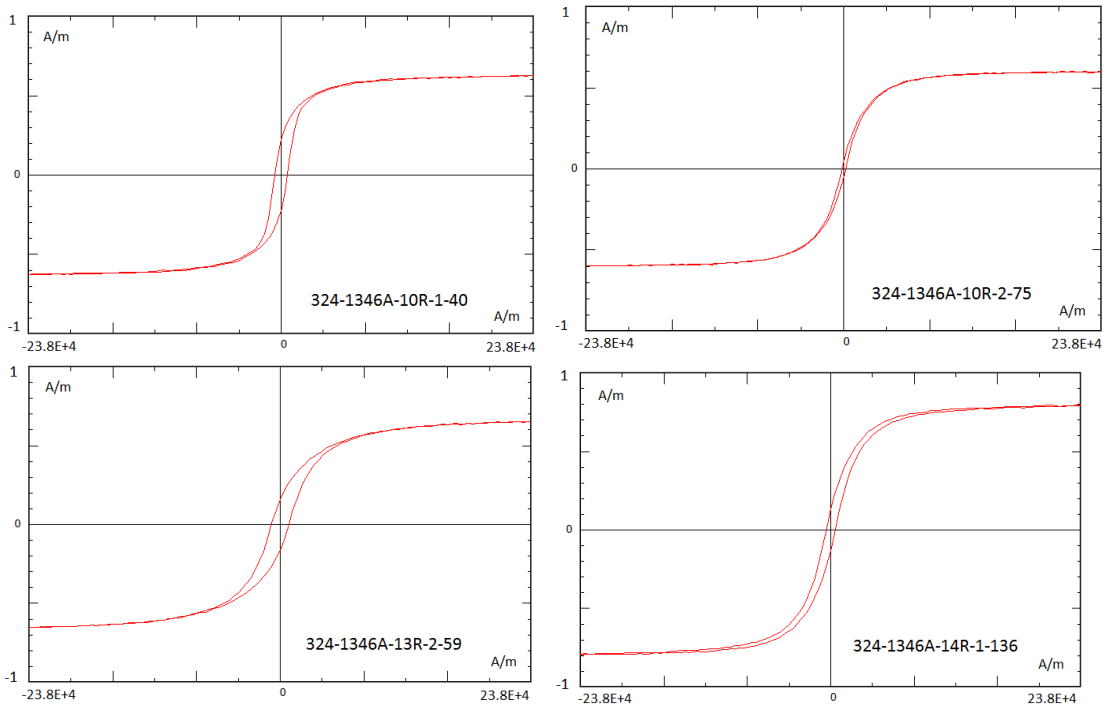 1
A/m
0
324-1346A-10R-1-40
A/m
-1
-23.8E+4
0
23.8E+4
1
A/m
0
324-1346A-10R-2-75
A/m
-1
-23.8E+4
0
23.8E+4
1
A/m
0
324-1346A-13R-2-59
A/m
-1
-23.8E+4
0
23.8E+4
1
A/m
0
324-1346A-14R-1-136
A/m
-1
-23.8E+4
0
23.8E+4